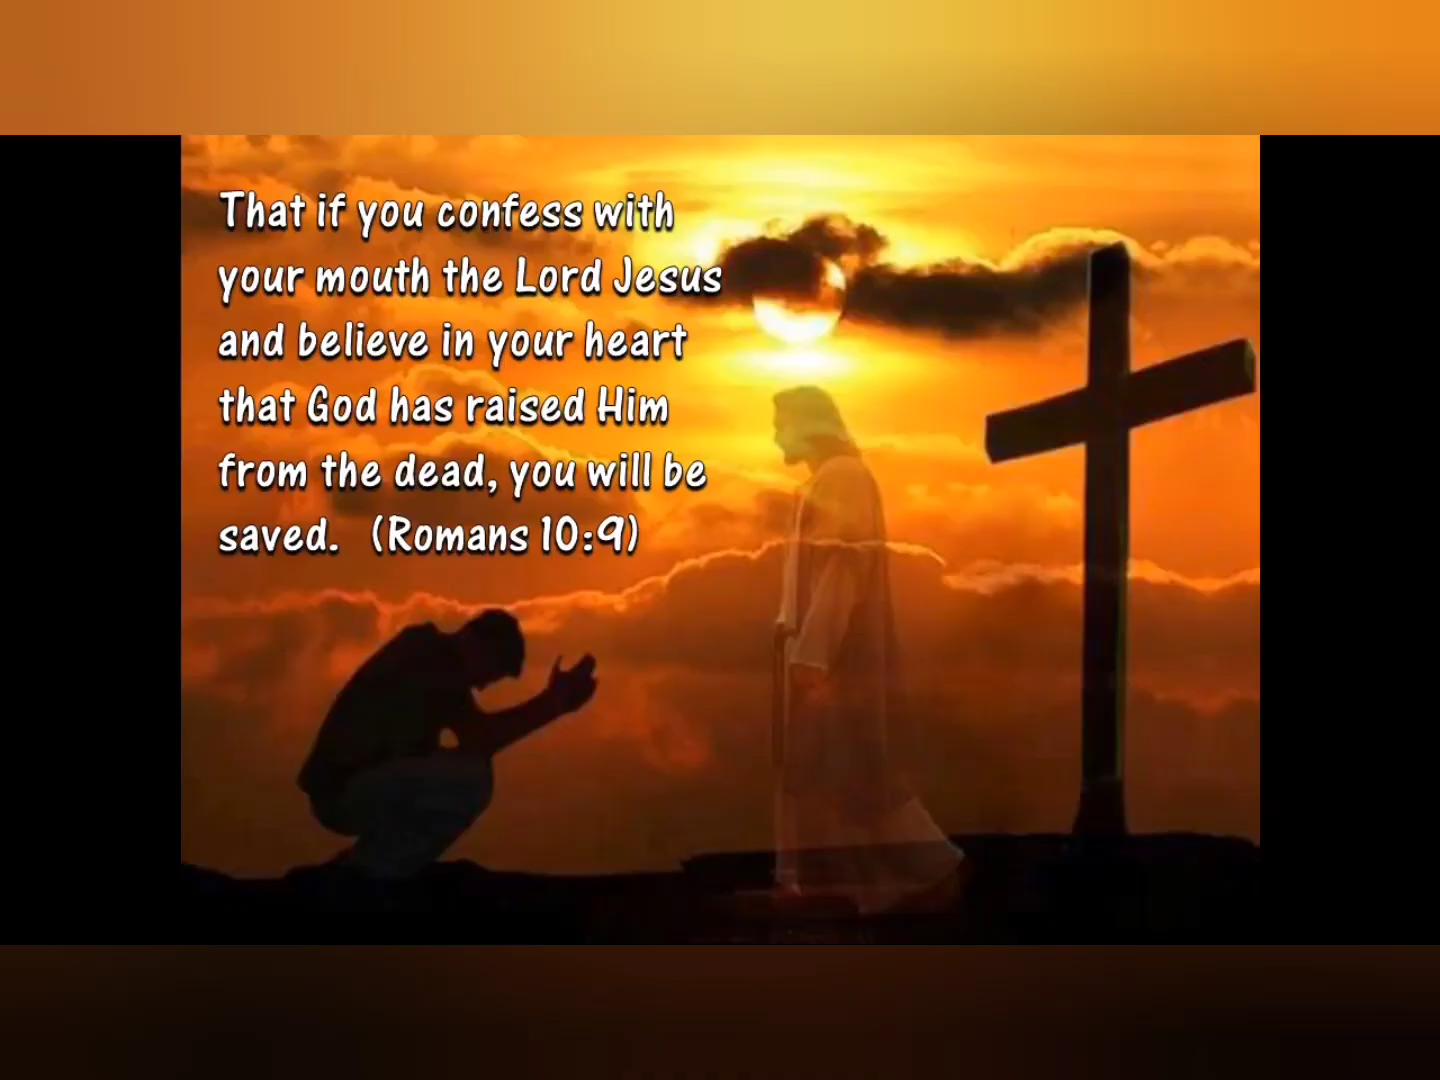 That if you confess with
your mouth the Lord Jesus
and believe in your heart
that God has raised Him
from the dead, you will be
saved. (Romans 10:9)